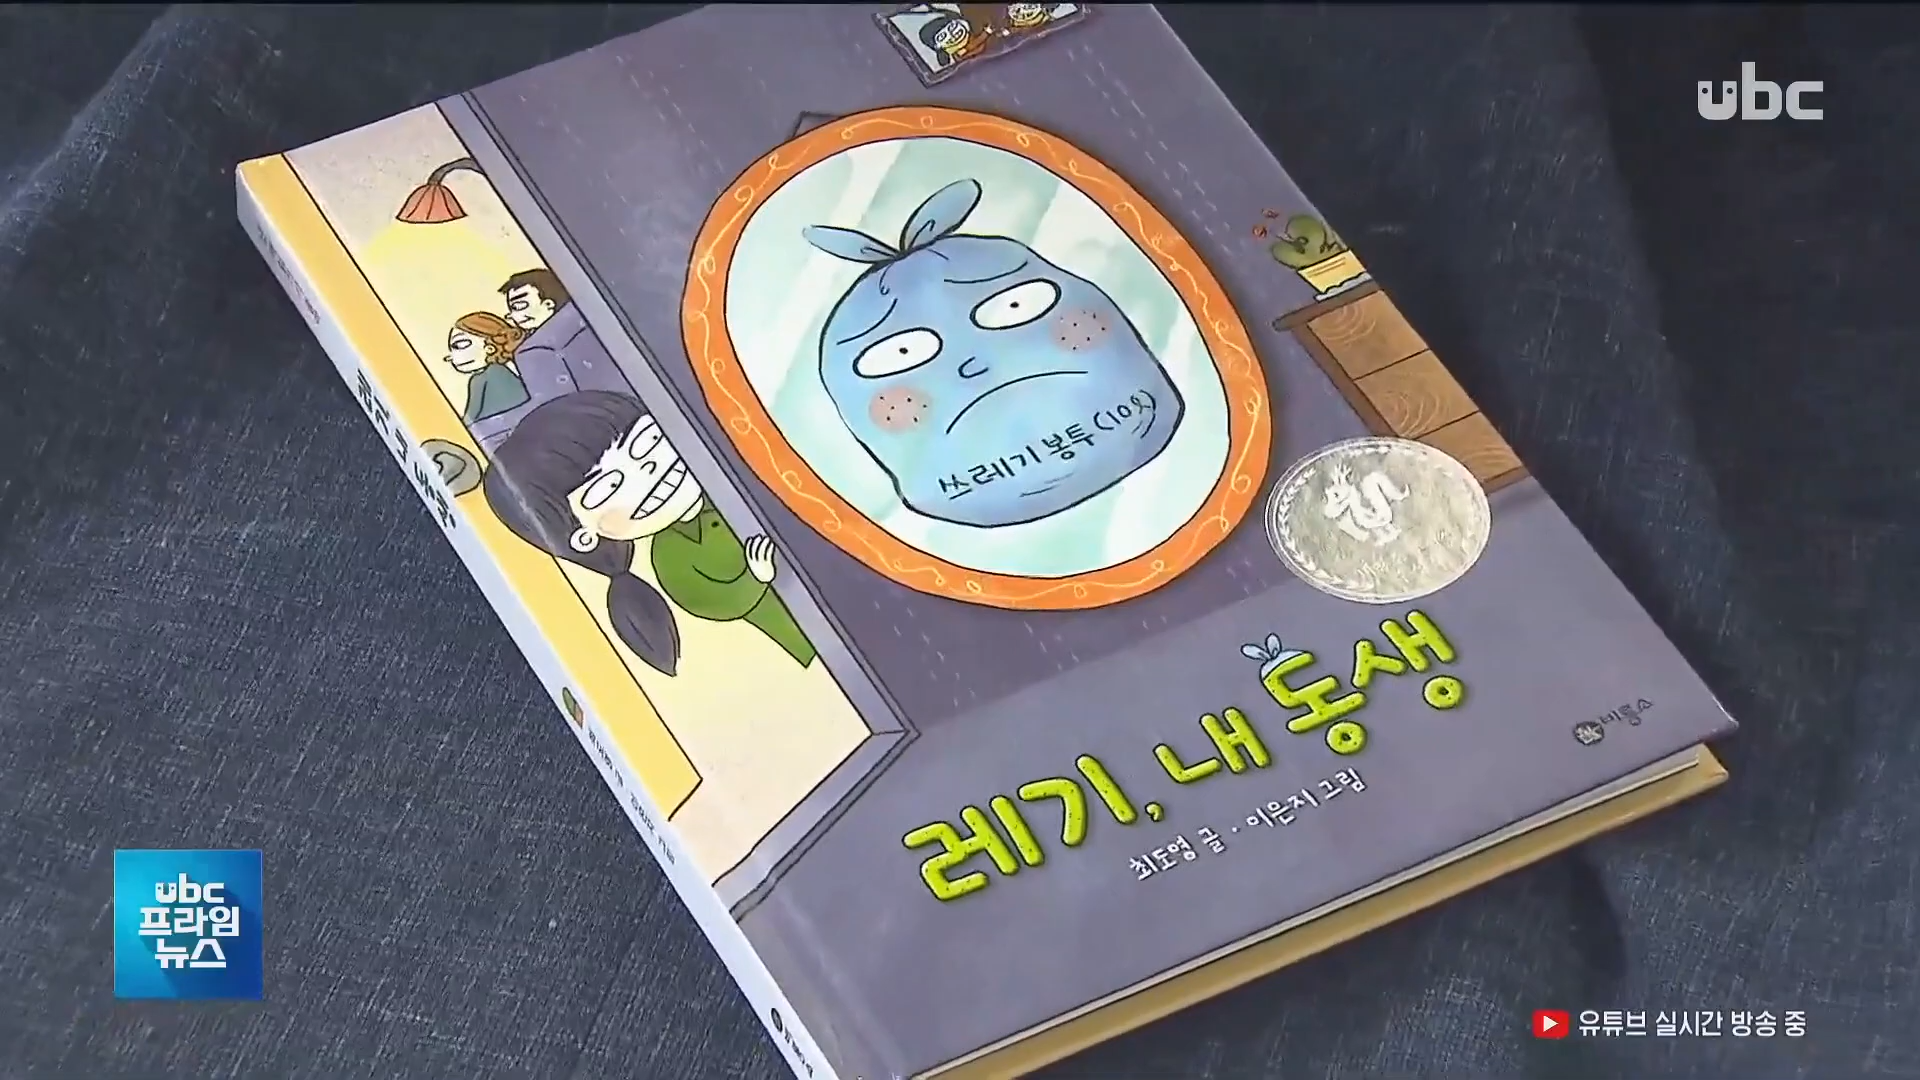 ubc
쓰레기 봉투(10L)
레기, 내 동생
최도영 글 · 이은지 그림
비룡소
ubc
프라임
뉴스
유튜브 실시간 방송 중